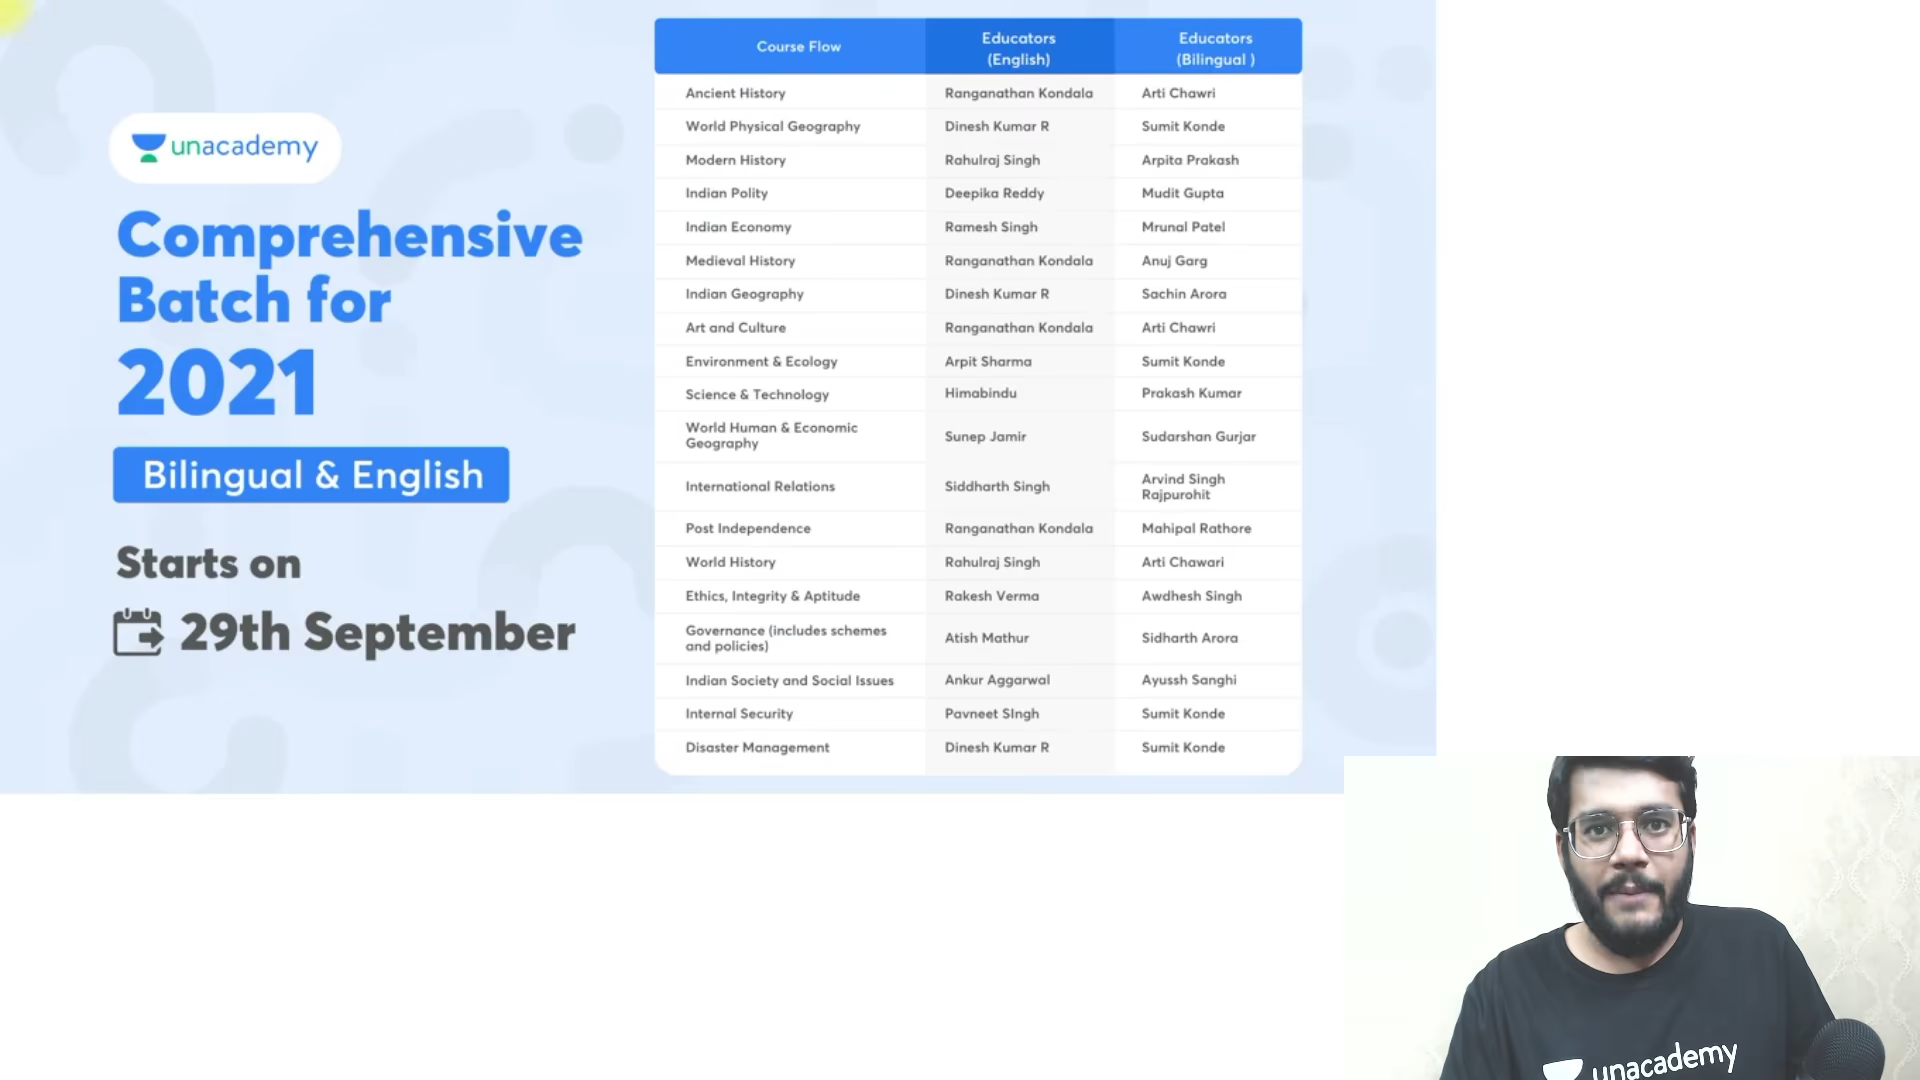 unacademy
Comprehensive
Batch for
2021
Bilingual & English
Starts on
29th September
Course Flow Educators (English) Educators (Bilingual )
Ancient History Ranganathan Kondala Arti Chawri
World Physical Geography Dinesh Kumar R Sumit Konde
Modern History Rahulraj Singh Arpita Prakash
Indian Polity Deepika Reddy Mudit Gupta
Indian Economy Ramesh Singh Mrunal Patel
Medieval History Ranganathan Kondala Anuj Garg
Indian Geography Dinesh Kumar R Sachin Arora
Art and Culture Ranganathan Kondala Arti Chawri
Environment & Ecology Arpit Sharma Sumit Konde
Science & Technology Himabindu Prakash Kumar
World Human & Economic Geography Sunep Jamir Sudarshan Gurjar
International Relations Siddharth Singh Arvind Singh Rajpurohit
Post Independence Ranganathan Kondala Mahipal Rathore
World History Rahulraj Singh Arti Chawari
Ethics, Integrity & Aptitude Rakesh Verma Awdhesh Singh
Governance (includes schemes and policies) Atish Mathur Sidharth Arora
Indian Society and Social Issues Ankur Aggarwal Ayussh Sanghi
Internal Security Pavneet SIngh Sumit Konde
Disaster Management Dinesh Kumar R Sumit Konde
unacademy